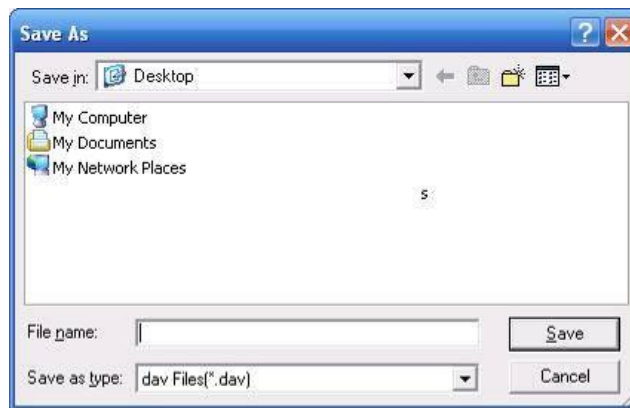 Save As
Save in: Desktop
My Computer
My Documents
My Network Places
s
File name:
Save
Save as type: dav Files(*.dav)
Cancel